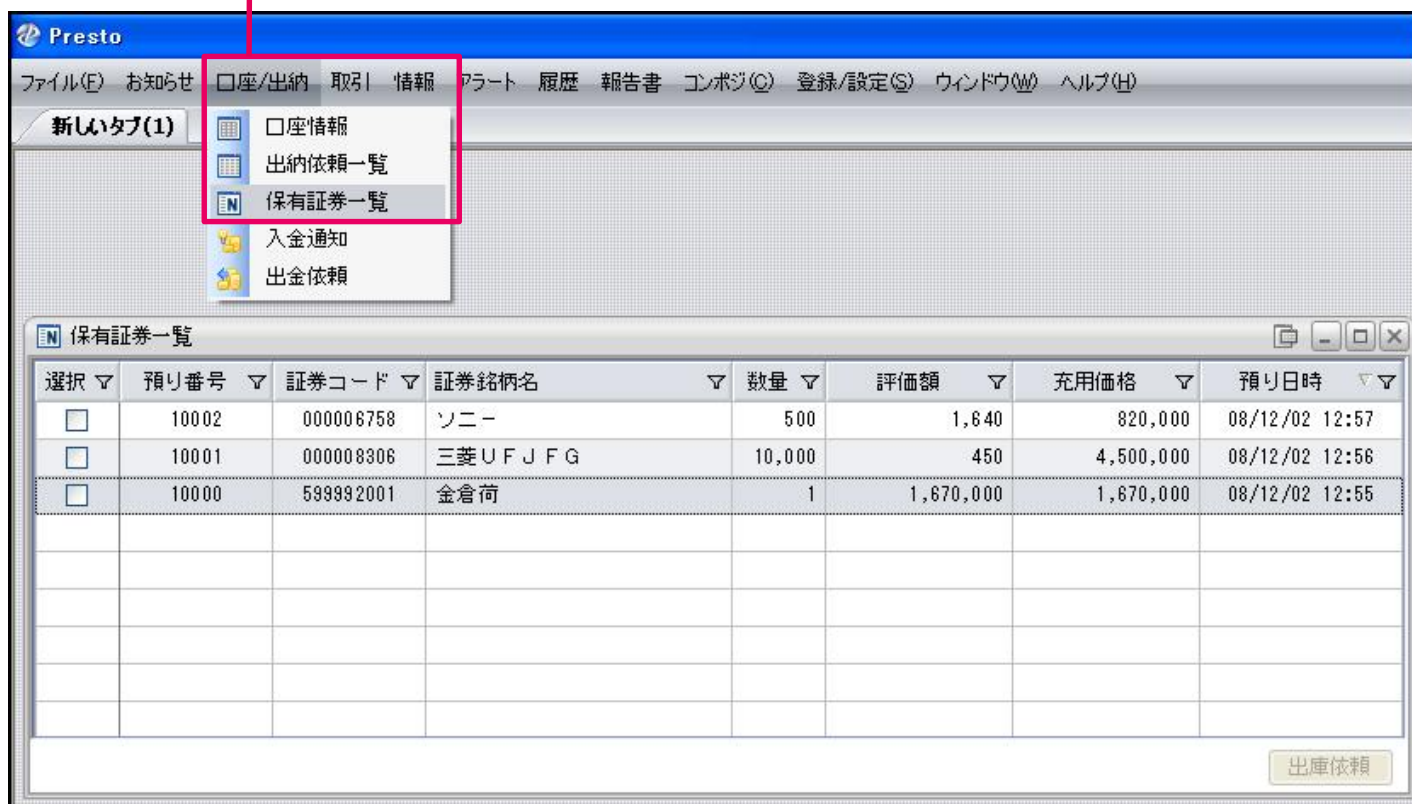 Presto
ファイル(F) お知らせ 口座/出納 取引 情報 アラート 履歴 報告書 コンポジ(C) 登録/設定(S) ウィンドウ(W) ヘルプ(H)
新しいタブ(1)
口座情報
出納依頼一覧
N 保有証券一覧
入金通知
出金依頼
N 保有証券一覧
選択 預り番号 証券コード 証券銘柄名 数量 評価額 充用価格 預り日時
10002 000006758 ソニー 500 1,640 820,000 08/12/02 12:57
10001 000008306 三菱UFJFG 10,000 450 4,500,000 08/12/02 12:56
10000 599992001 金倉荷 1 1,670,000 1,670,000 08/12/02 12:55
出庫依頼